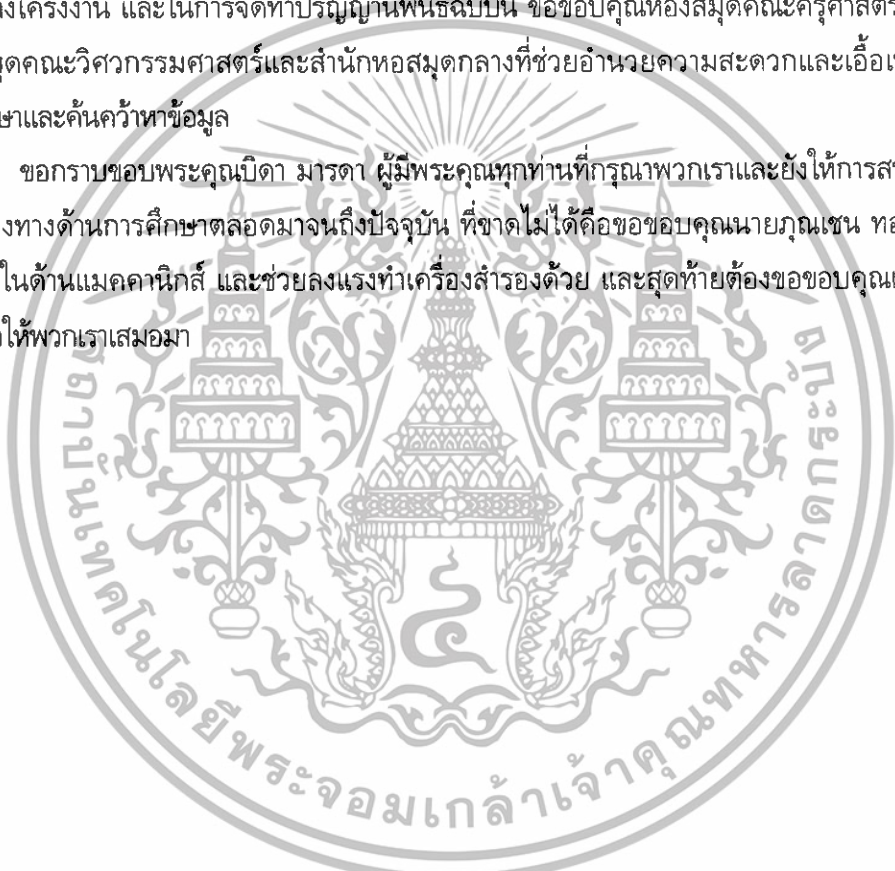 งโครงงาน และในการจัดทำปริญญานิพนธ์ฉบับนี้ ขอขอบคุณห้องสมุดคณะครุศาสตร์
มุดคณะวิศวกรรมศาสตร์และสำนักหอสมุดกลางที่ช่วยอำนวยความสะดวกและเอื้อเ
ษาและค้นคว้าหาข้อมูล
ขอกราบขอบพระคุณบิดา มารดา ผู้มีพระคุณทุกท่านที่กรุณาพวกเราและยังให้การส
งทางด้านการศึกษาตลอดมาจนถึงปัจจุบัน ที่ขาดไม่ได้คือขอขอบคุณนายภุณเชน ทอ
ในด้านแมคคานิกส์ และช่วยลงแรงทำเครื่องสำรองด้วย และสุดท้ายต้องขอขอบคุณ
ให้พวกเราเสมอมา
สถาบันเทคโนโลยีพระจอมเกล้าเจ้าคุณทหารลาดกระบัง
๔